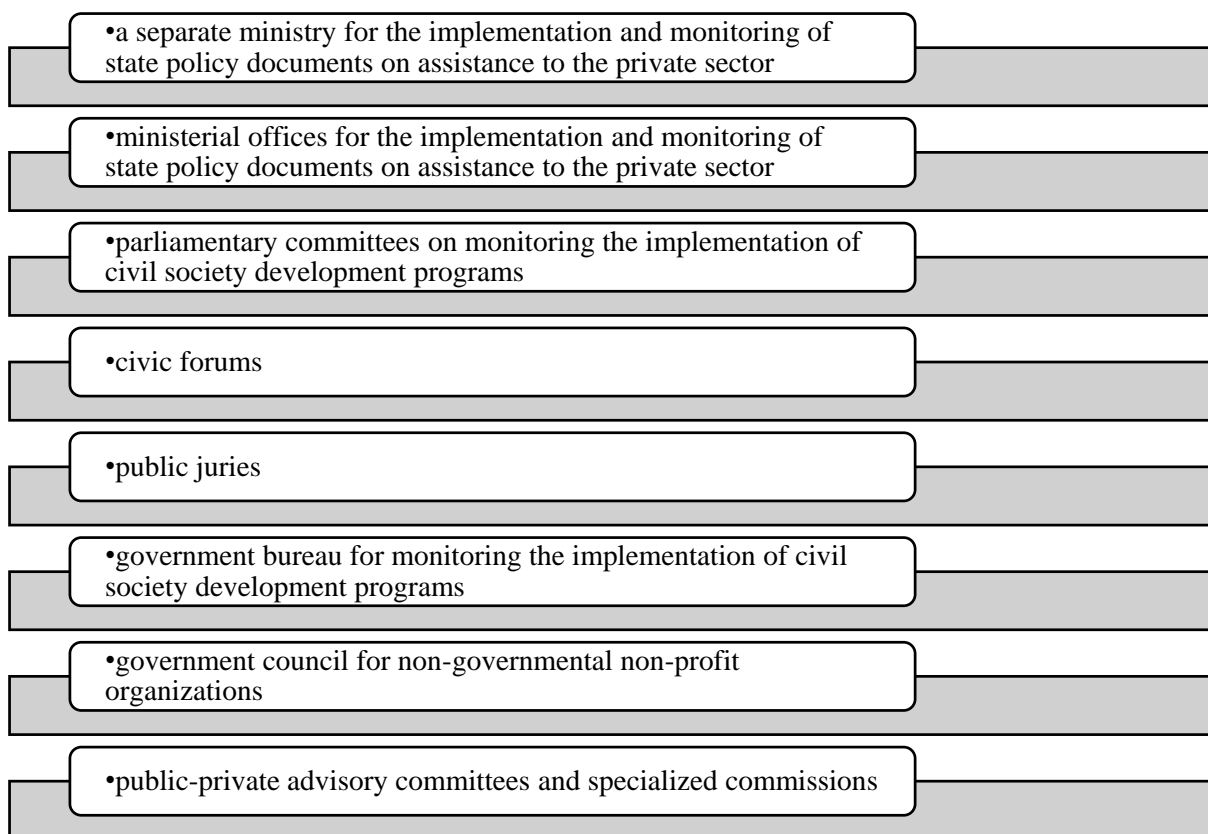 •a separate ministry for the implementation and monitoring of
state policy documents on assistance to the private sector
•ministerial offices for the implementation and monitoring of
state policy documents on assistance to the private sector
•parliamentary committees on monitoring the implementation of
civil society development programs
•civic forums
•public juries
•government bureau for monitoring the implementation of civil
society development programs
•government council for non-governmental non-profit
organizations
•public-private advisory committees and specialized commissions